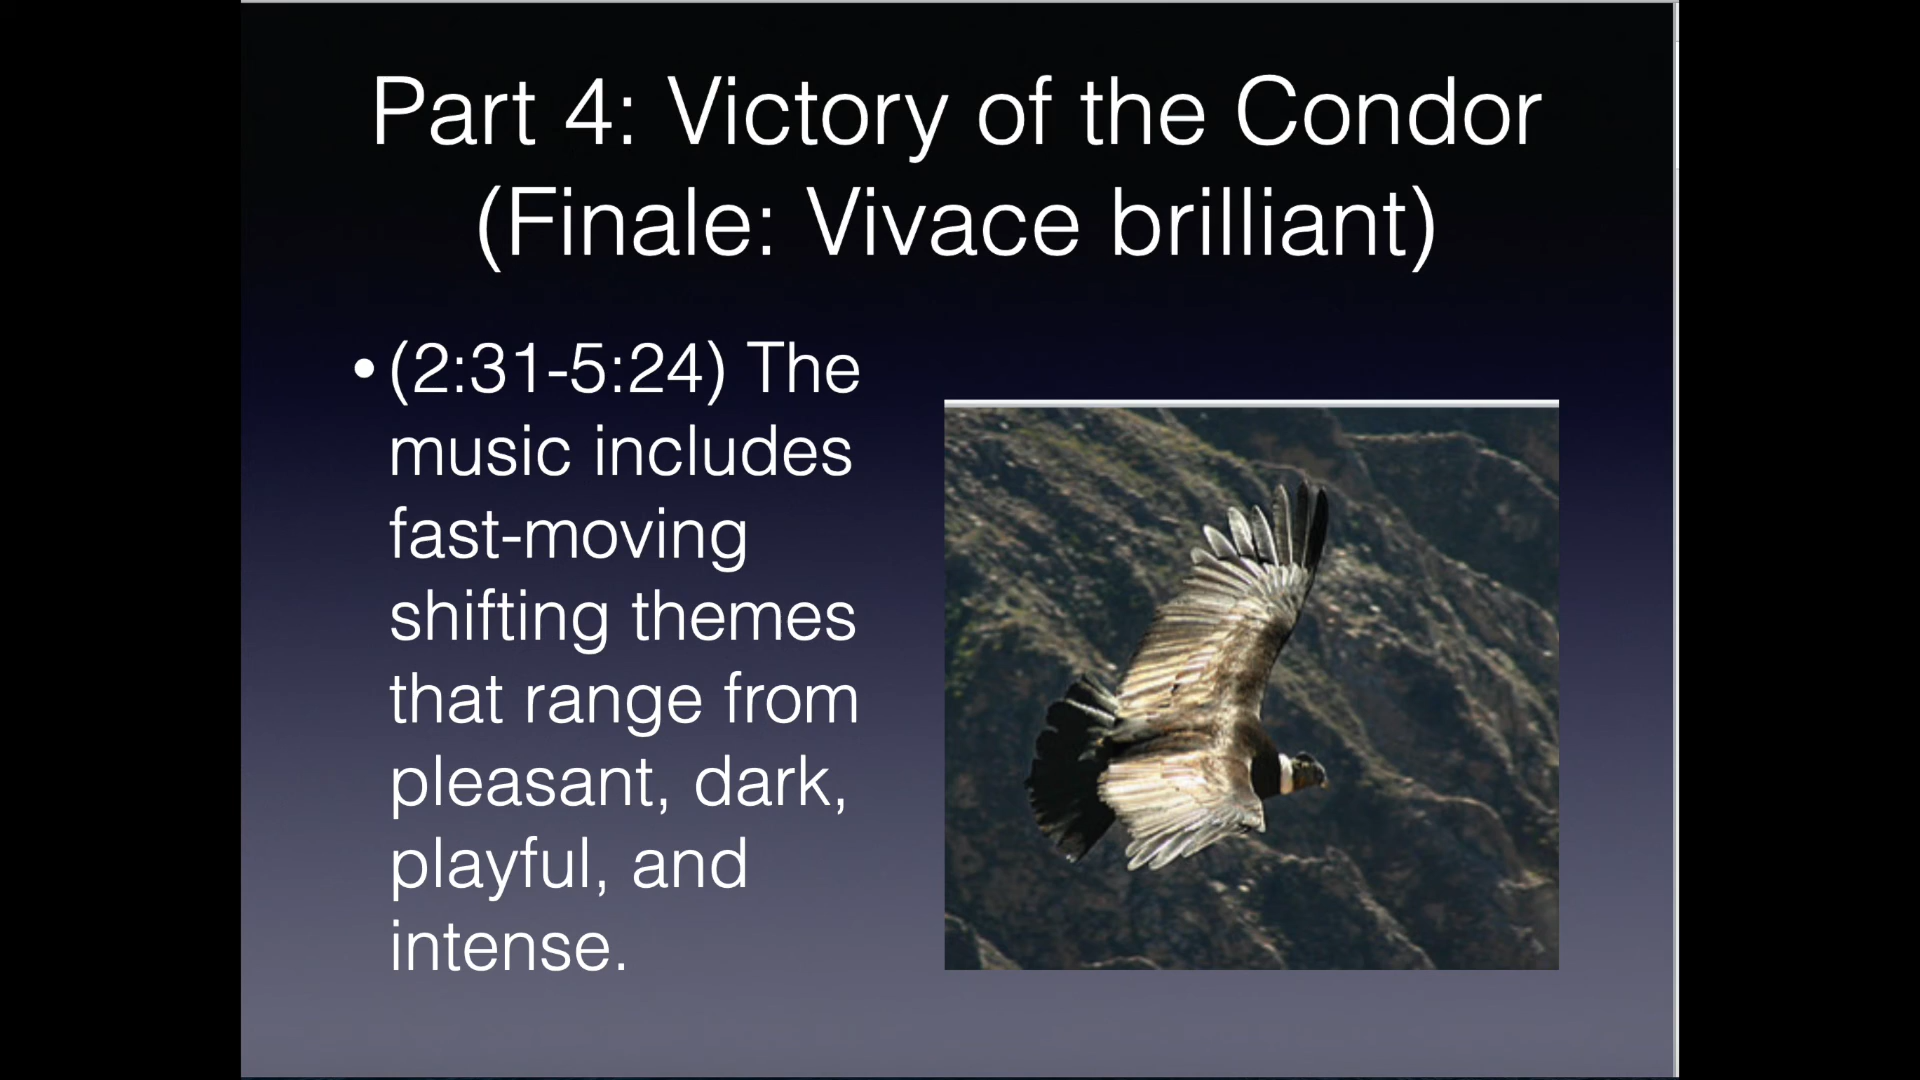 Part 4: Victory of the Condor
(Finale: Vivace brilliant)
• (2:31-5:24) The
music includes
fast-moving
shifting themes
that range from
pleasant, dark,
playful, and
intense.